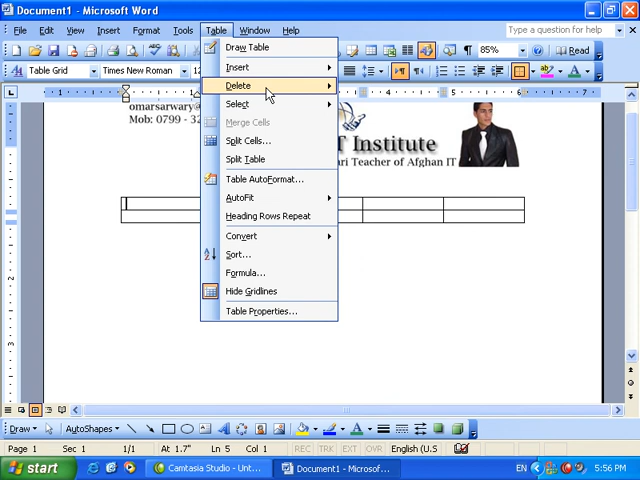 Document1 - Microsoft Word
File Edit View Insert Format Tools Table Window Help
Type a question for help
85% Read
Table Grid Times New Roman 12
Draw Table
Insert
Delete
Select
Merge Cells
Split Cells...
Split Table
Table AutoFormat...
AutoFit
Heading Rows Repeat
Convert
Sort...
Formula...
Hide Gridlines
Table Properties...
omarsarwary@
Mob: 0799 - 32
T Institute
ari Teacher of Afghan IT
Draw AutoShapes
Page 1 Sec 1 1/1 At 1.7" Ln 5 Col 1 REC TRK EXT OVR English (U.S
start Camtasia Studio - Unt... Document1 - Microsof... EN 5:56 PM